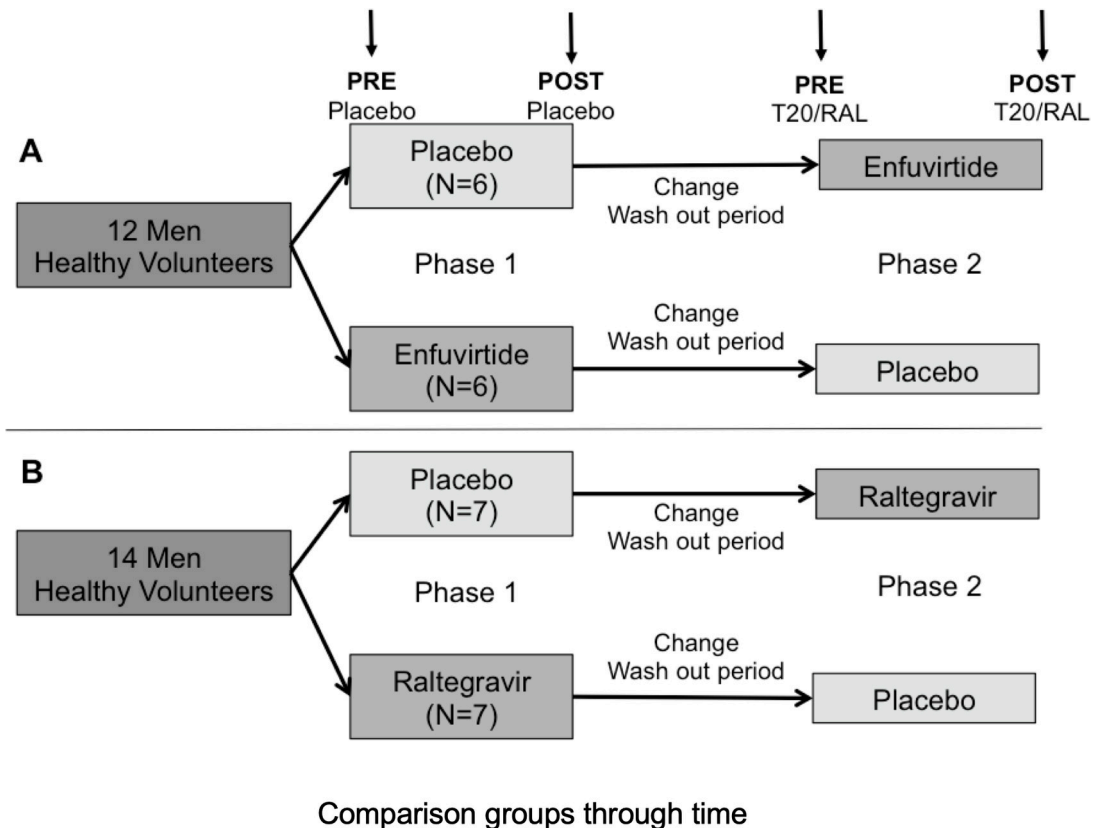 PRE
Placebo
POST
Placebo
PRE
T20/RAL
POST
T20/RAL
A
12 Men
Healthy Volunteers
Placebo
(N=6)
Change
Wash out period
Enfuvirtide
Phase 1
Phase 2
Enfuvirtide
(N=6)
Change
Wash out period
Placebo
B
14 Men
Healthy Volunteers
Placebo
(N=7)
Change
Wash out period
Raltegravir
Phase 1
Phase 2
Raltegravir
(N=7)
Change
Wash out period
Placebo
Comparison groups through time